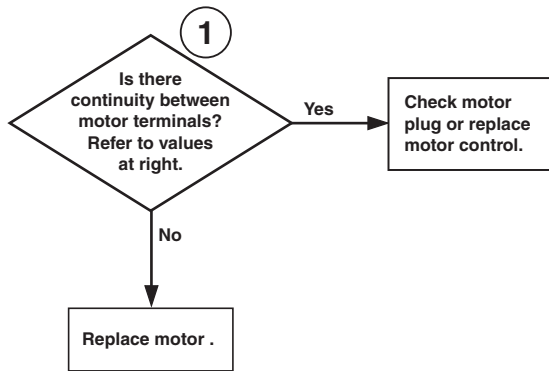 1
Is there
continuity between
motor terminals?
Refer to values
at right.
Yes
Check motor
plug or replace
motor control.
No
Replace motor .